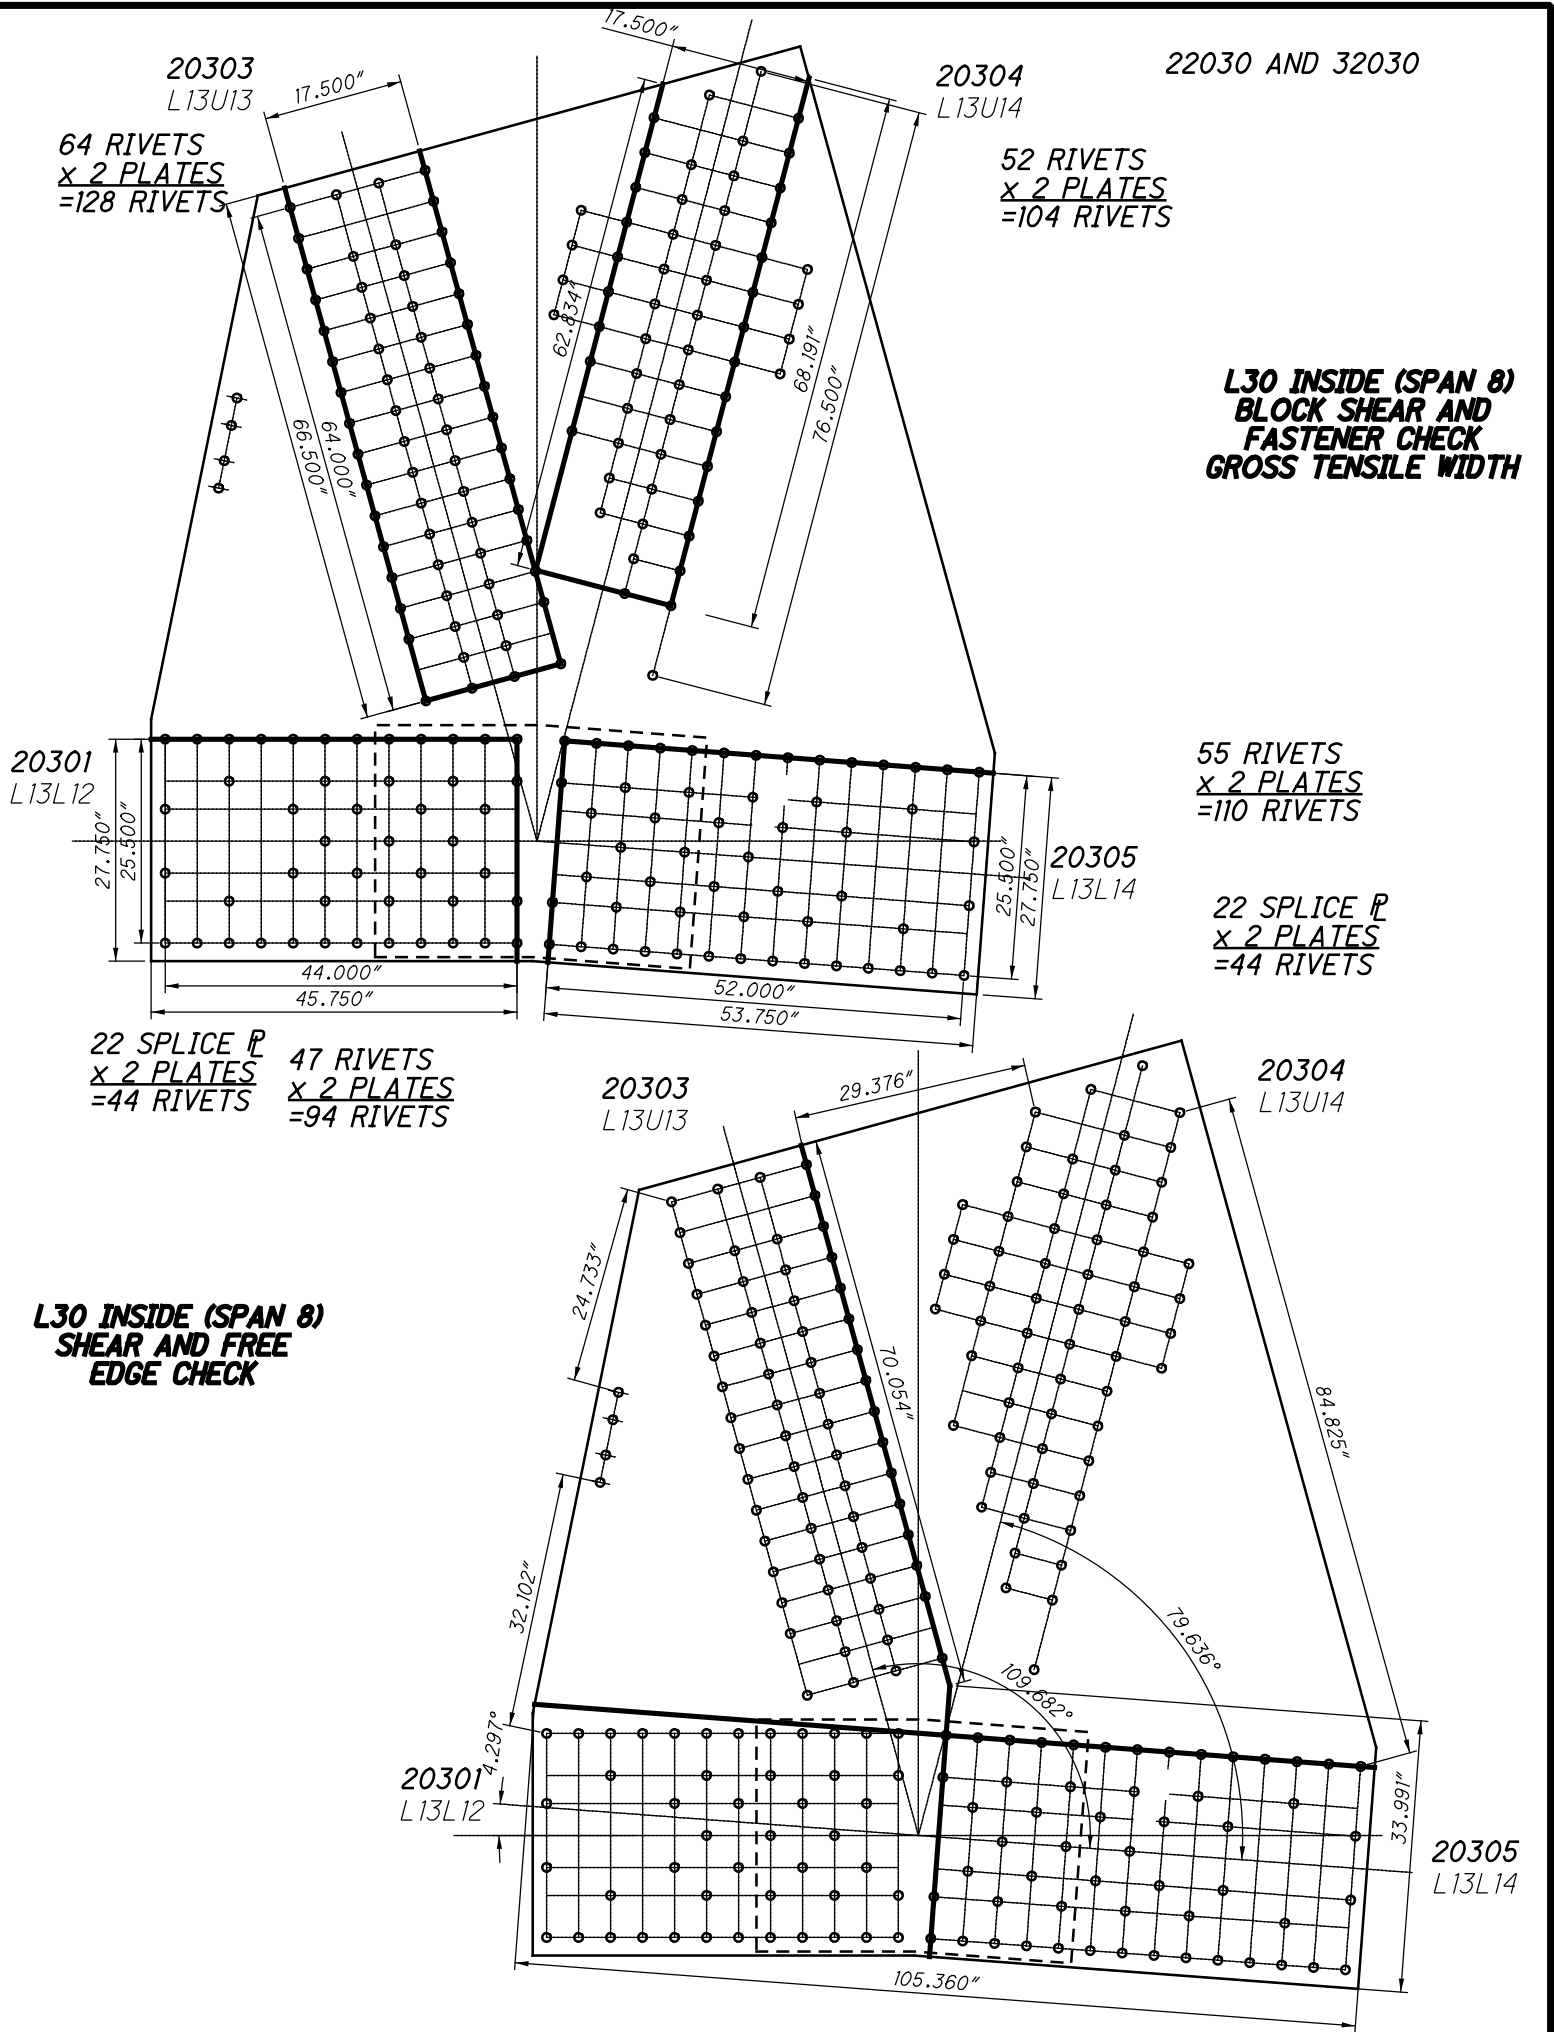 17.500"
20303
L13U13
17.500"
20304
L13U14
22030 AND 32030
64 RIVETS
x 2 PLATES
=128 RIVETS
52 RIVETS
x 2 PLATES
=104 RIVETS
62.834"
68.191"
76.500"
64.000"
66.500"
L30 INSIDE (SPAN 8)
BLOCK SHEAR AND
FASTENER CHECK
GROSS TENSILE WIDTH
20301
L13L12
27.750"
25.500"
55 RIVETS
x 2 PLATES
=110 RIVETS
25.500"
27.750"
20305
L13L14
22 SPLICE PL
x 2 PLATES
=44 RIVETS
44.000"
45.750"
52.000"
53.750"
22 SPLICE PL
x 2 PLATES
=44 RIVETS
47 RIVETS
x 2 PLATES
=94 RIVETS
20303
L13U13
29.376"
20304
L13U14
24.733"
70.054"
84.825"
L30 INSIDE (SPAN 8)
SHEAR AND FREE
EDGE CHECK
32.102"
79.636°
109.682°
4.297°
20301
L13L12
33.991"
20305
L13L14
105.360"